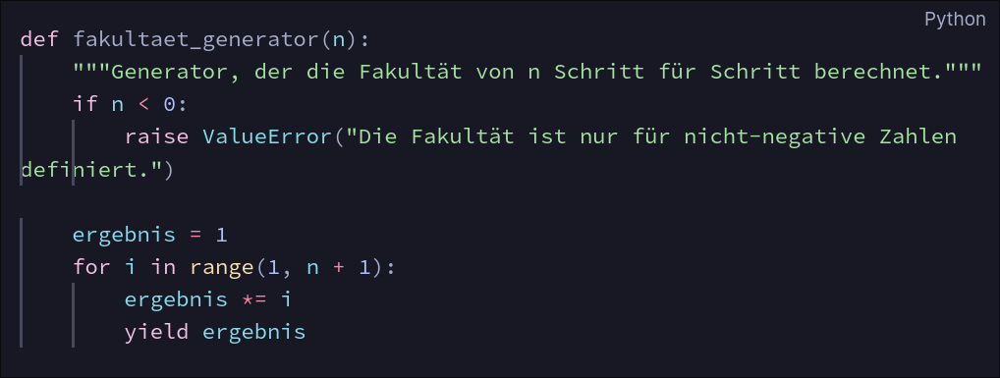 Python
def fakultaet_generator(n):
    """Generator, der die Fakultät von n Schritt für Schritt berechnet."""
    if n < 0:
        raise ValueError("Die Fakultät ist nur für nicht-negative Zahlen
definiert.")

    ergebnis = 1
    for i in range(1, n + 1):
        ergebnis *= i
        yield ergebnis